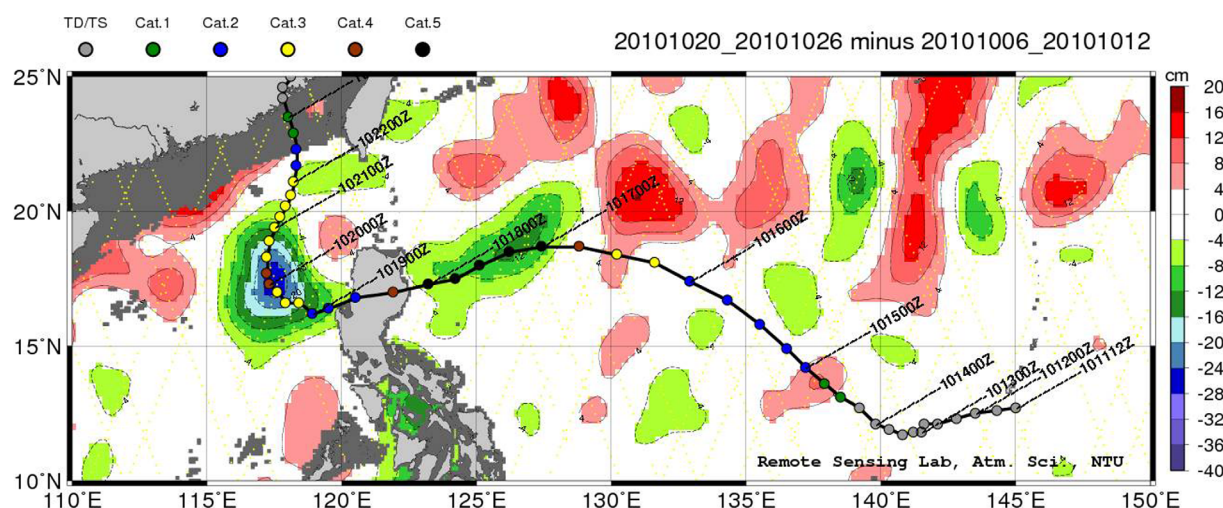 TD/TS Cat.1 Cat.2 Cat.3 Cat.4 Cat.5
20101020_20101026 minus 20101006_20101012
cm
25°N
20°N
15°N
10°N
110°E 115°E 120°E 125°E 130°E 135°E 140°E 145°E 150°E
20
16
12
8
4
0
-4
-8
-12
-16
-20
-24
-28
-32
-36
-40
102200Z
102100Z
102000Z
101900Z
101800Z
101700Z
101600Z
101500Z
101400Z
101300Z
101200Z
101112Z
Remote Sensing Lab, Atm. Sci., NTU